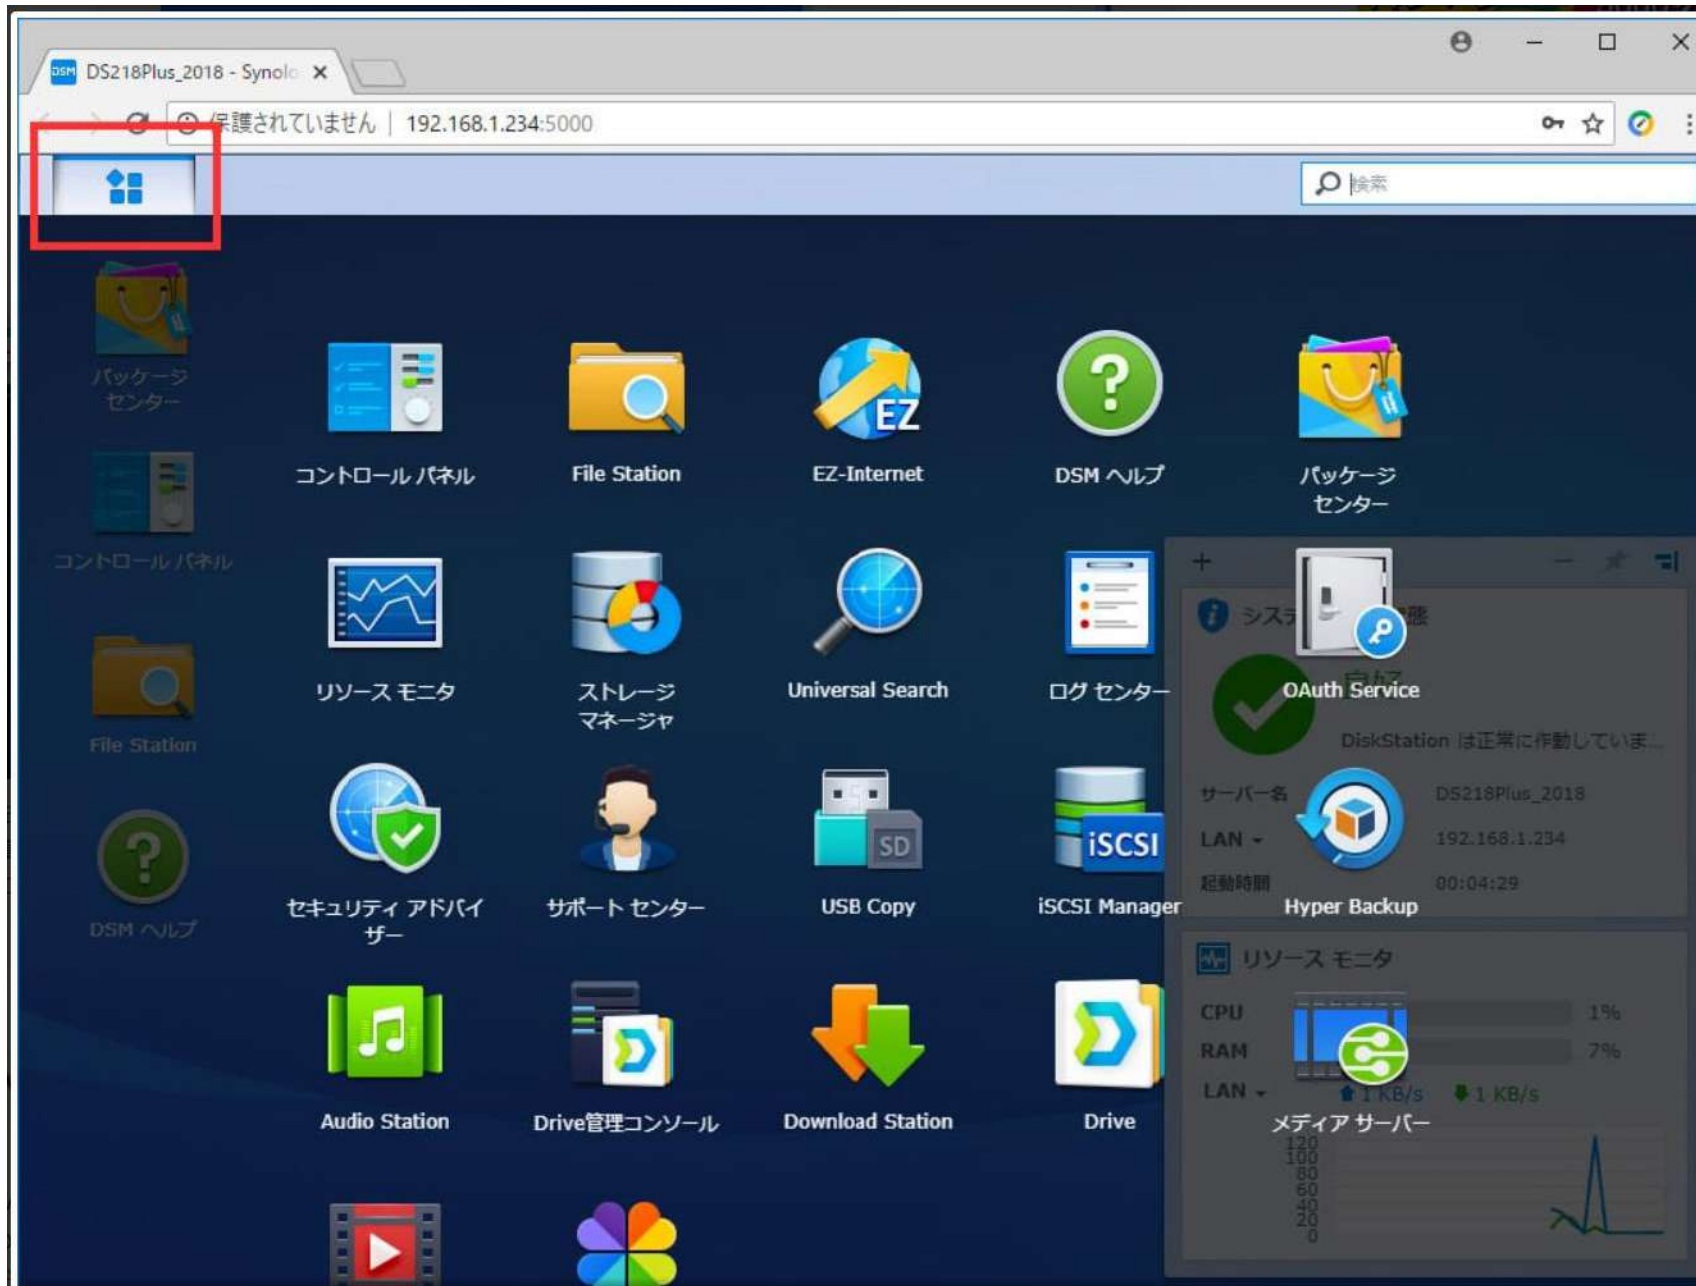 DSM DS218Plus_2018 - Synolo
保護されていません | 192.168.1.234:5000
検索
パッケージ
センター
コントロール パネル
File Station
DSM ヘルプ
コントロール パネル
File Station
EZ
EZ-Internet
DSM ヘルプ
パッケージ
センター
リソース モニタ
ストレージ
マネージャ
Universal Search
ログ センター
OAuth Service
セキュリティ アドバイ
ザー
サポート センター
SD
USB Copy
iSCSI
iSCSI Manager
Hyper Backup
Audio Station
Drive管理コンソール
Download Station
Drive
メディア サーバー
DiskStation は正常に作動していま...
サーバー名 DS218Plus_2018
LAN 192.168.1.234
起動時間 00:04:29
リソース モニタ
CPU 1%
RAM 7%
LAN 1 KB/s 1 KB/s
120
100
80
60
40
20
0